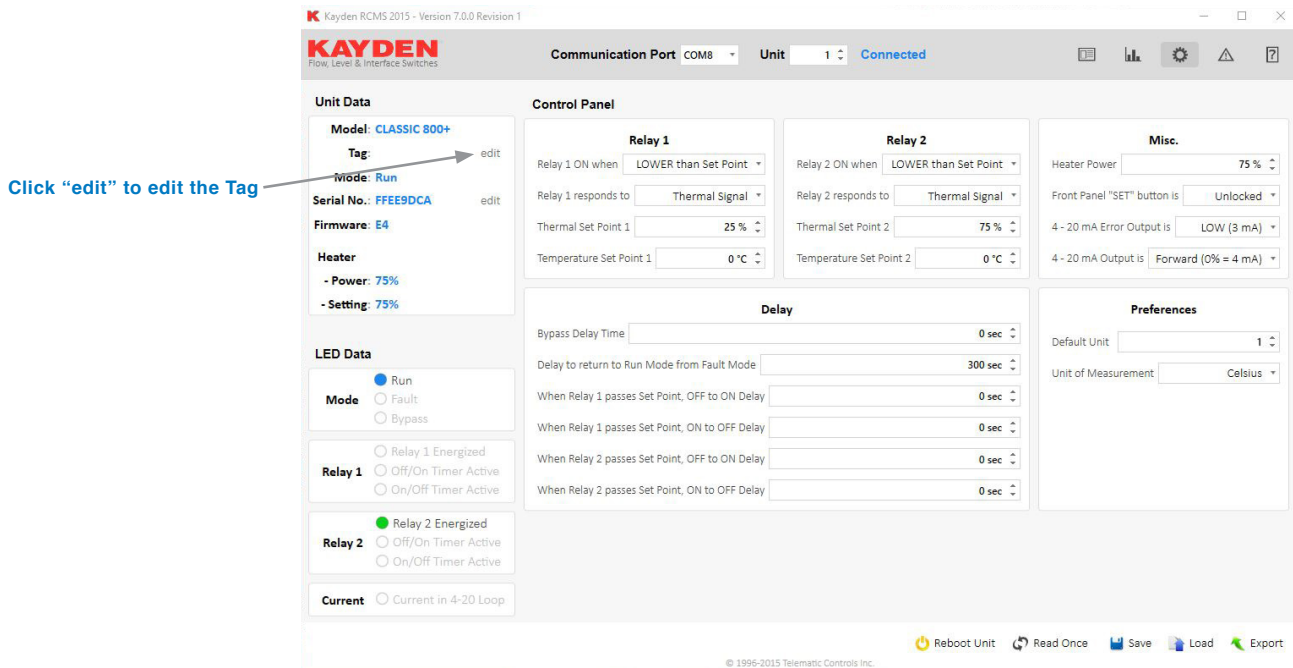 Kayden RCMS 2015 - Version 7.0.0 Revision 1
KAYDEN
Flow, Level & Interface Switches
Communication Port COM8 Unit 1 Connected
Unit Data
Model: CLASSIC 800+
Tag: edit
Click “edit” to edit the Tag
Mode: Run
Serial No.: FFEE9DCA edit
Firmware: E4
Heater
- Power: 75%
- Setting: 75%
LED Data
Mode
Run
Fault
Bypass
Relay 1
Relay 1 Energized
Off/On Timer Active
On/Off Timer Active
Relay 2
Relay 2 Energized
Off/On Timer Active
On/Off Timer Active
Current Current in 4-20 Loop
Control Panel
Relay 1
Relay 1 ON when LOWER than Set Point
Relay 1 responds to Thermal Signal
Thermal Set Point 1 25 %
Temperature Set Point 1 0 °C
Relay 2
Relay 2 ON when LOWER than Set Point
Relay 2 responds to Thermal Signal
Thermal Set Point 2 75 %
Temperature Set Point 2 0 °C
Misc.
Heater Power 75 %
Front Panel "SET" button is Unlocked
4 - 20 mA Error Output is LOW (3 mA)
4 - 20 mA Output is Forward (0% = 4 mA)
Delay
Bypass Delay Time 0 sec
Delay to return to Run Mode from Fault Mode 300 sec
When Relay 1 passes Set Point, OFF to ON Delay 0 sec
When Relay 1 passes Set Point, ON to OFF Delay 0 sec
When Relay 2 passes Set Point, OFF to ON Delay 0 sec
When Relay 2 passes Set Point, ON to OFF Delay 0 sec
Preferences
Default Unit 1
Unit of Measurement Celsius
Reboot Unit Read Once Save Load Export
© 1996-2015 Telematic Controls Inc.